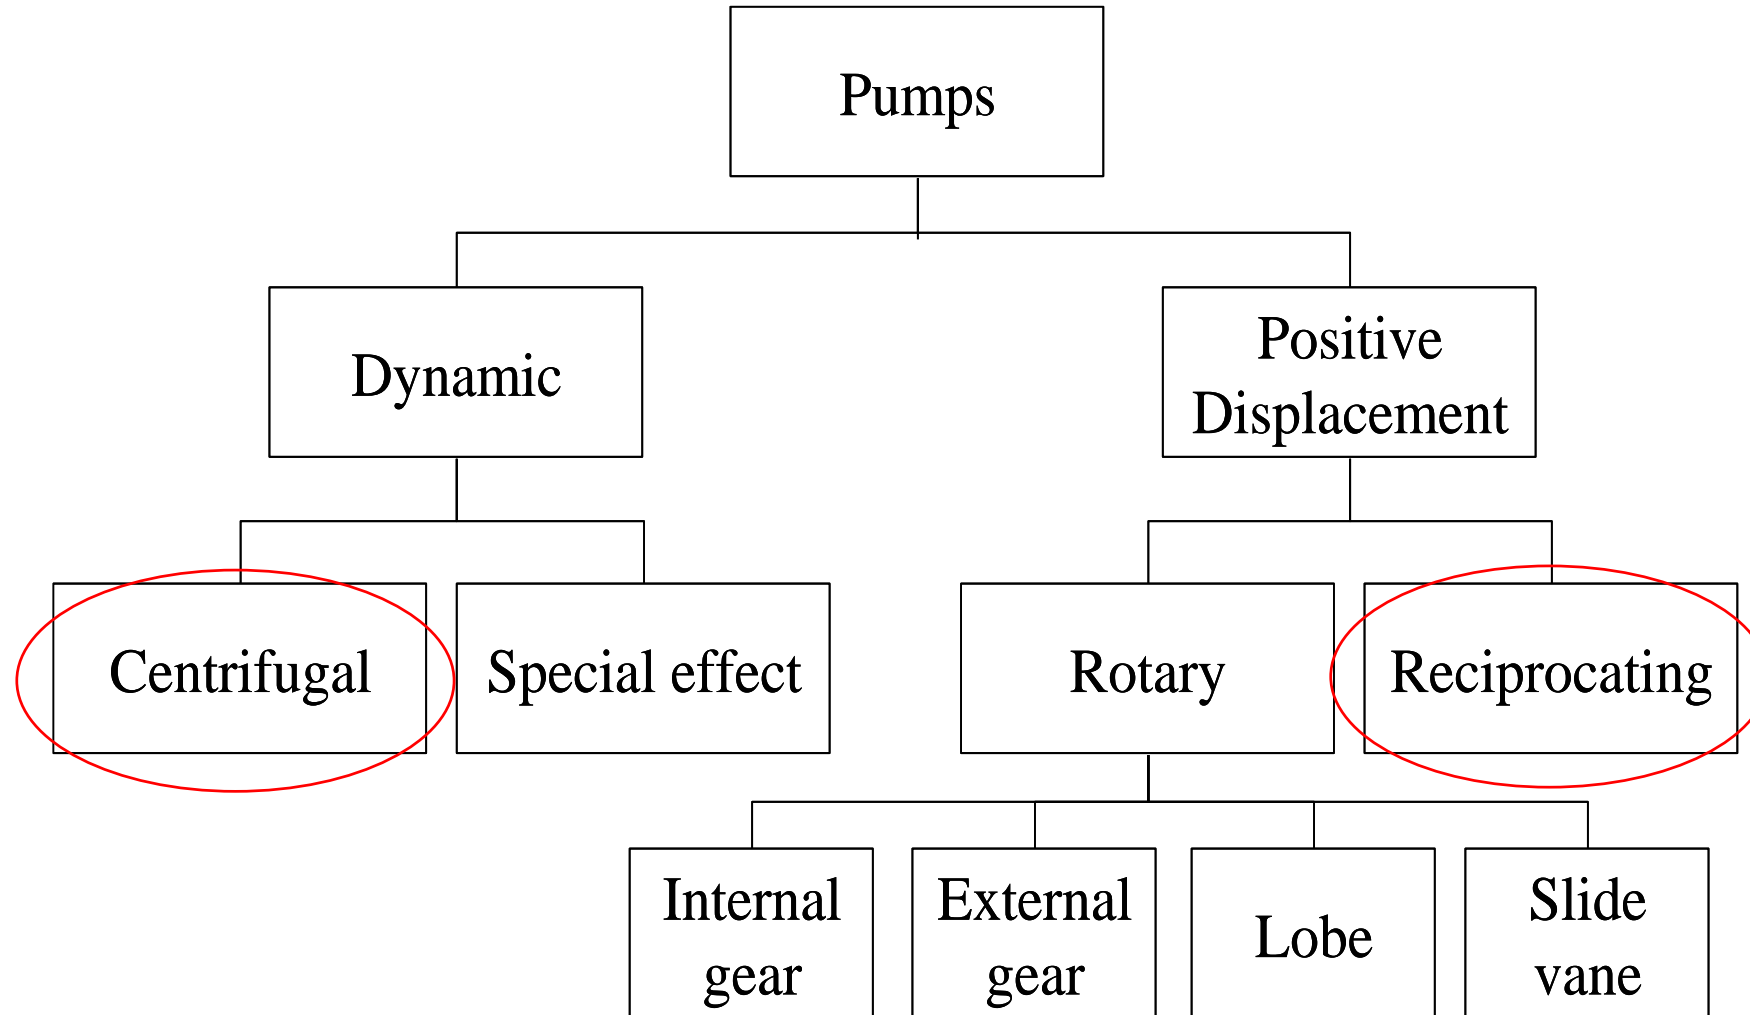 Pumps
Dynamic
Positive
Displacement
Centrifugal
Special effect
Rotary
Reciprocating
Internal
gear
External
gear
Lobe
Slide
vane